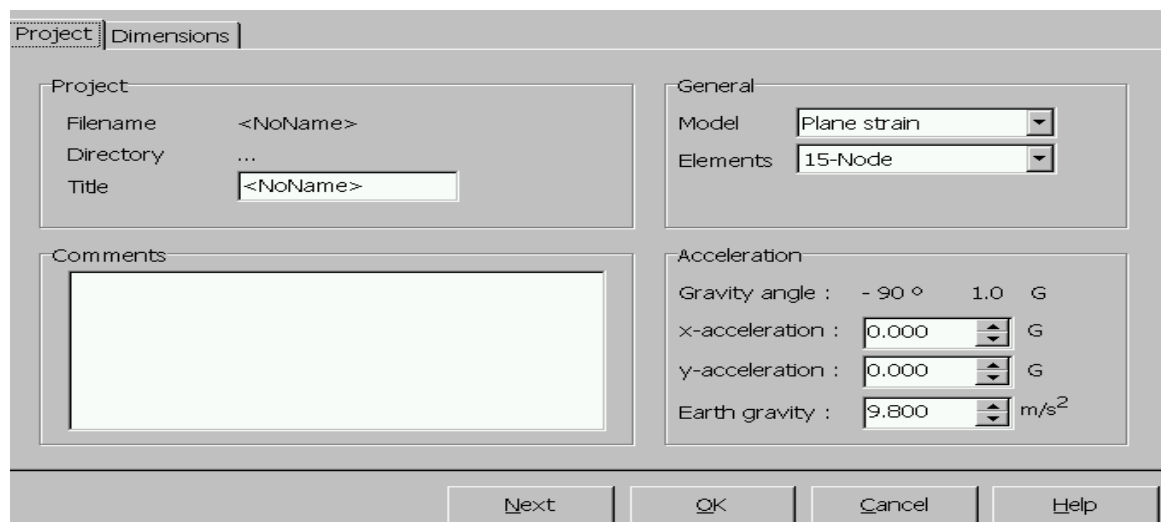 Project Dimensions
Project
Filename <NoName>
Directory ...
Title <NoName>
Comments
General
Model Plane strain
Elements 15-Node
Acceleration
Gravity angle : - 90 ° 1.0 G
x-acceleration : 0.000 G
y-acceleration : 0.000 G
Earth gravity : 9.800 m/s²
Next OK Cancel Help